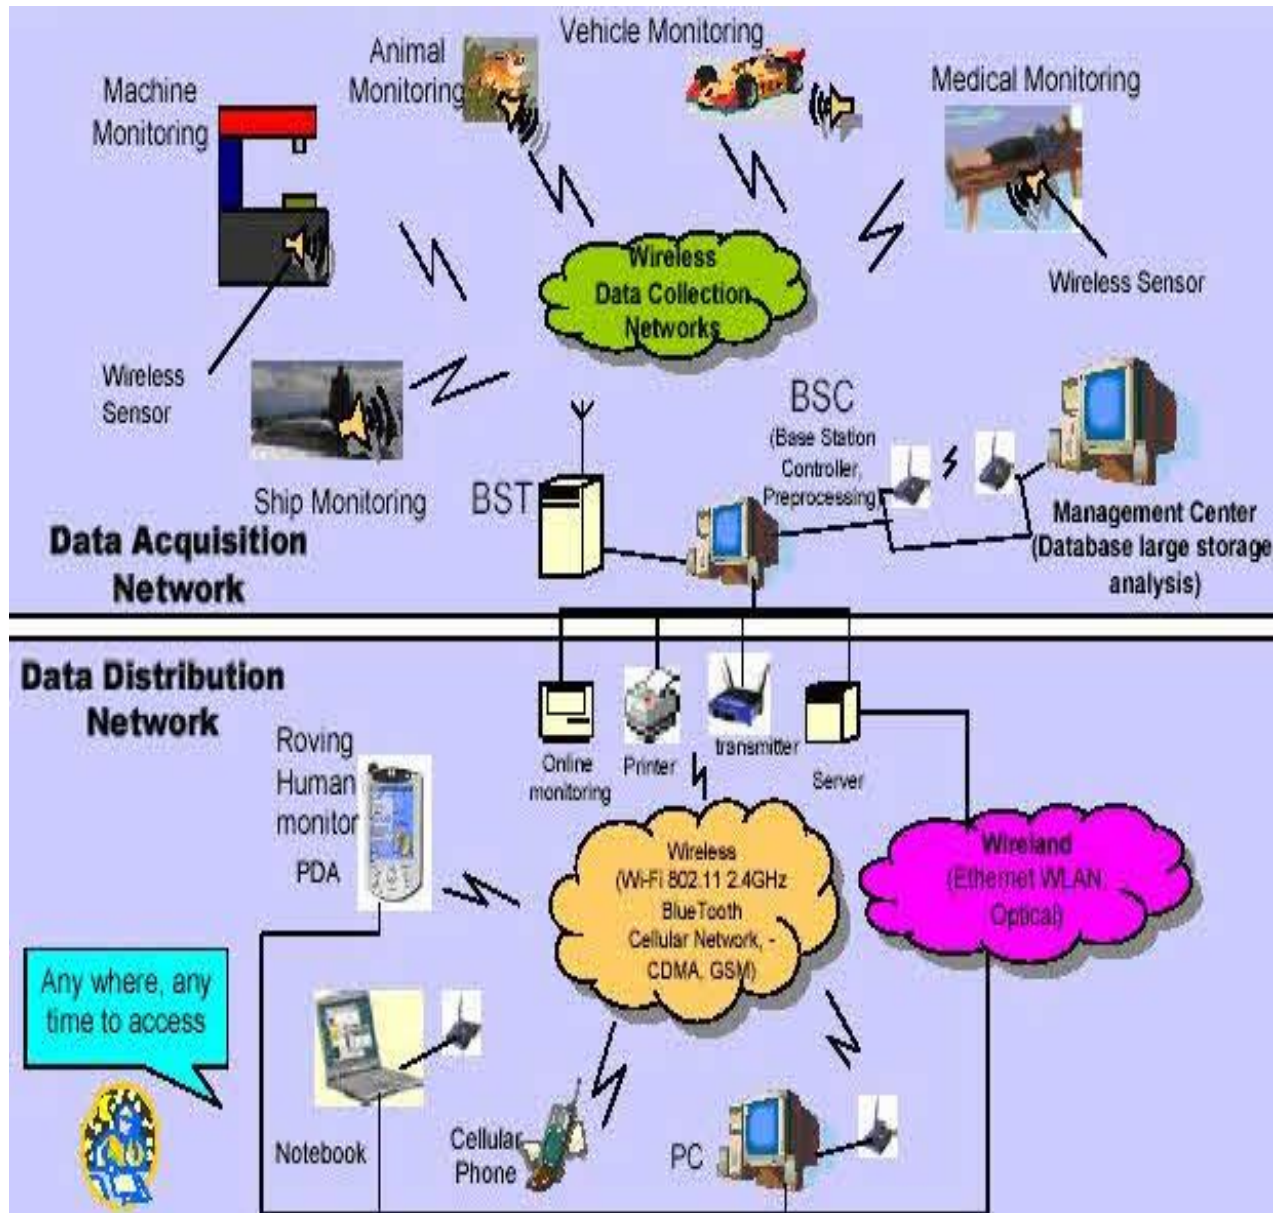 Machine
Monitoring
Animal
Monitoring
Vehicle Monitoring
Medical Monitoring
Wireless
Data Collection
Networks
Wireless Sensor
Wireless
Sensor
Ship Monitoring
BST
BSC
(Base Station
Controller,
Preprocessing)
Management Center
(Database large storage
analysis)
Data Acquisition
Network
Data Distribution
Network
Roving
Human
monitor
PDA
Online
monitoring
Printer
transmitter
Server
Wireless
(Wi-Fi 802.11 2.4GHz
BlueTooth
Cellular Network, -
CDMA, GSM)
Wireland
(Ethernet WLAN,
Optical)
Any where, any
time to access
Notebook
Cellular
Phone
PC